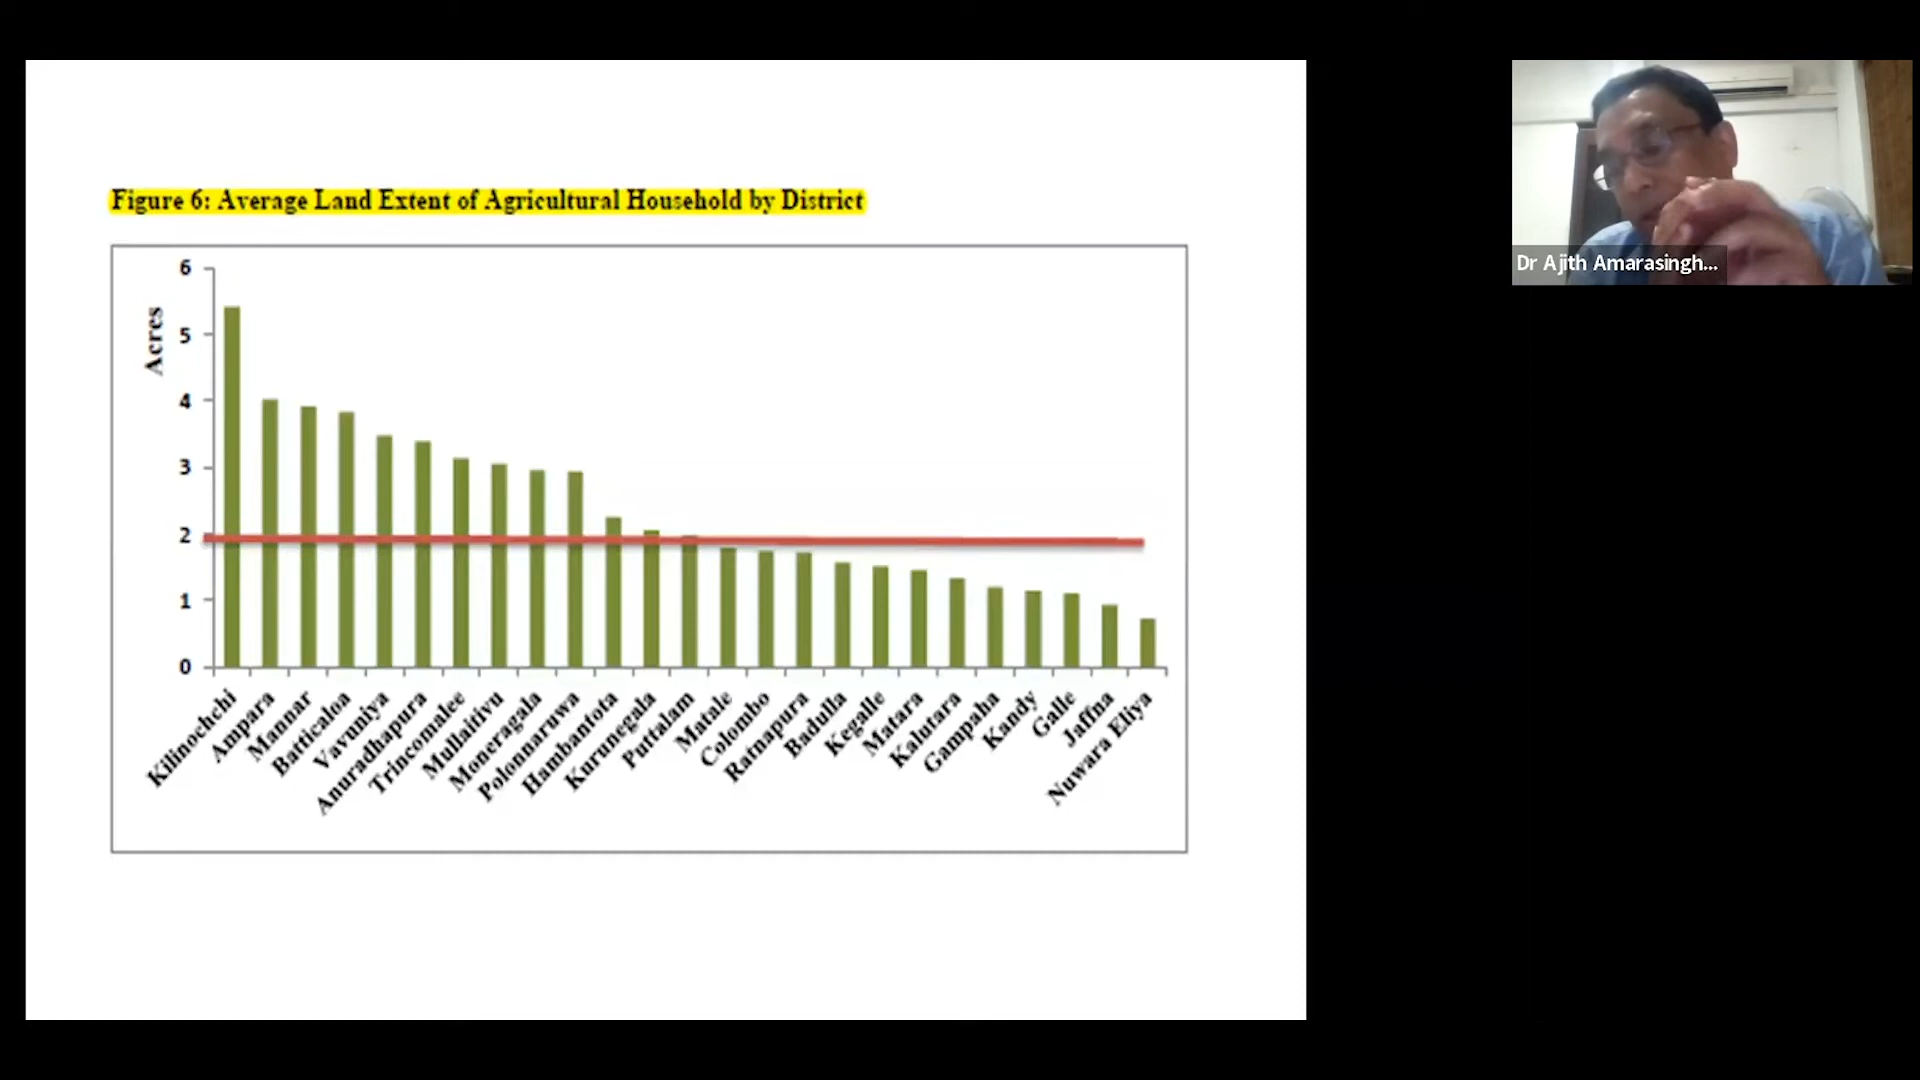 Figure 6: Average Land Extent of Agricultural Household by District
Acres
6
5
4
3
2
1
0
Kilinochchi
Ampara
Mannar
Batticaloa
Vavuniya
Anuradhapura
Trincomalee
Mullaitivu
Moneragala
Polonnaruwa
Hambantota
Kurunegala
Puttalam
Matale
Colombo
Ratnapura
Badulla
Kegalle
Matara
Kalutara
Gampaha
Kandy
Galle
Jaffna
Nuwara Eliya
Dr Ajith Amarasingh...